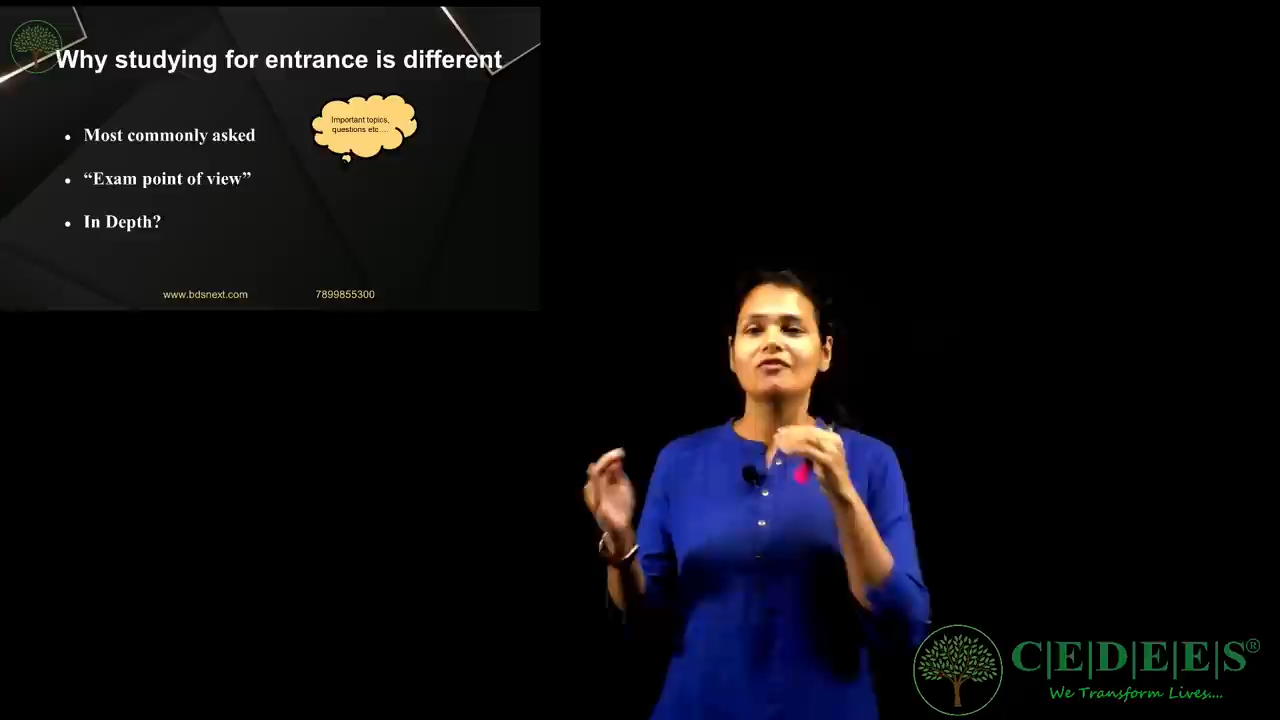 Why studying for entrance is different
Important topics,
questions etc....
• Most commonly asked
• “Exam point of view”
• In Depth?
www.bdsnext.com 7899855300
C|E|D|E|E|S®
We Transform Lives....